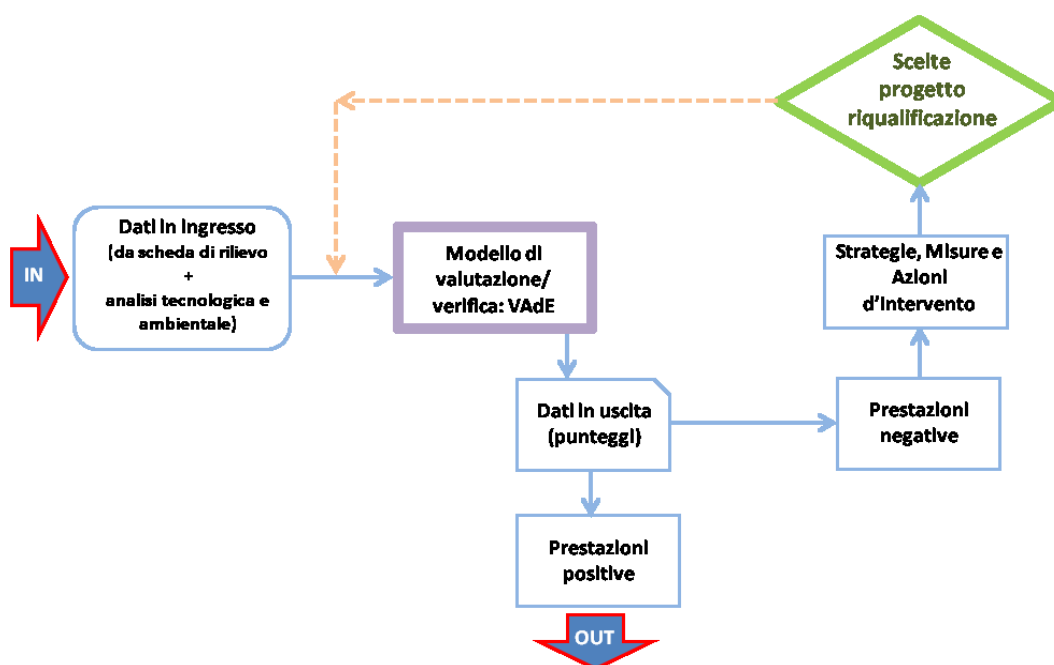 Scelte
progetto
riqualificazione
IN
Dati in ingresso
(da scheda di rilievo
+
analisi tecnologica e
ambientale)
Modello di
valutazione/
verifica: VAdE
Strategie, Misure e
Azioni
d'Intervento
Dati in uscita
(punteggi)
Prestazioni
negative
Prestazioni
positive
OUT